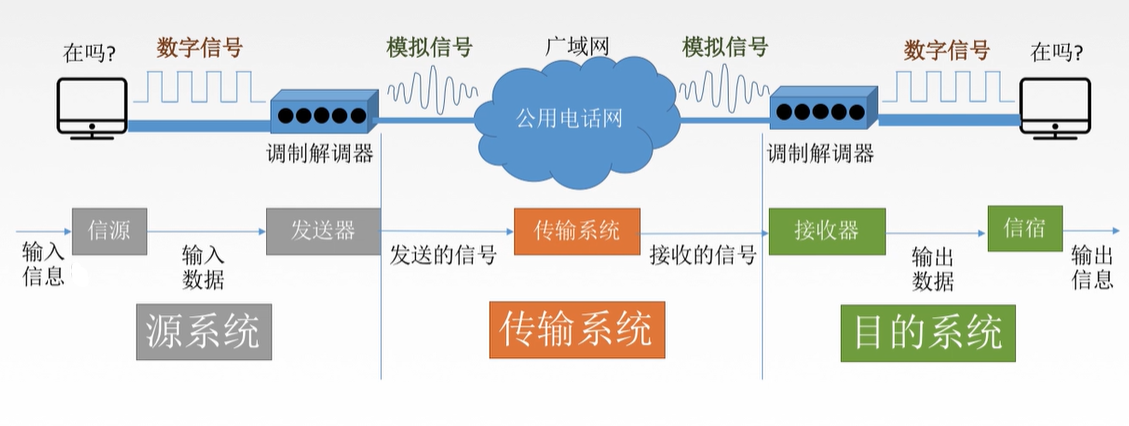 在吗?
数字信号
模拟信号
广域网
模拟信号
数字信号
在吗?
公用电话网
调制解调器
调制解调器
信源
发送器
传输系统
接收器
信宿
输入
信息
输入
数据
发送的信号
接收的信号
输出
数据
输出
信息
源系统
传输系统
目的系统